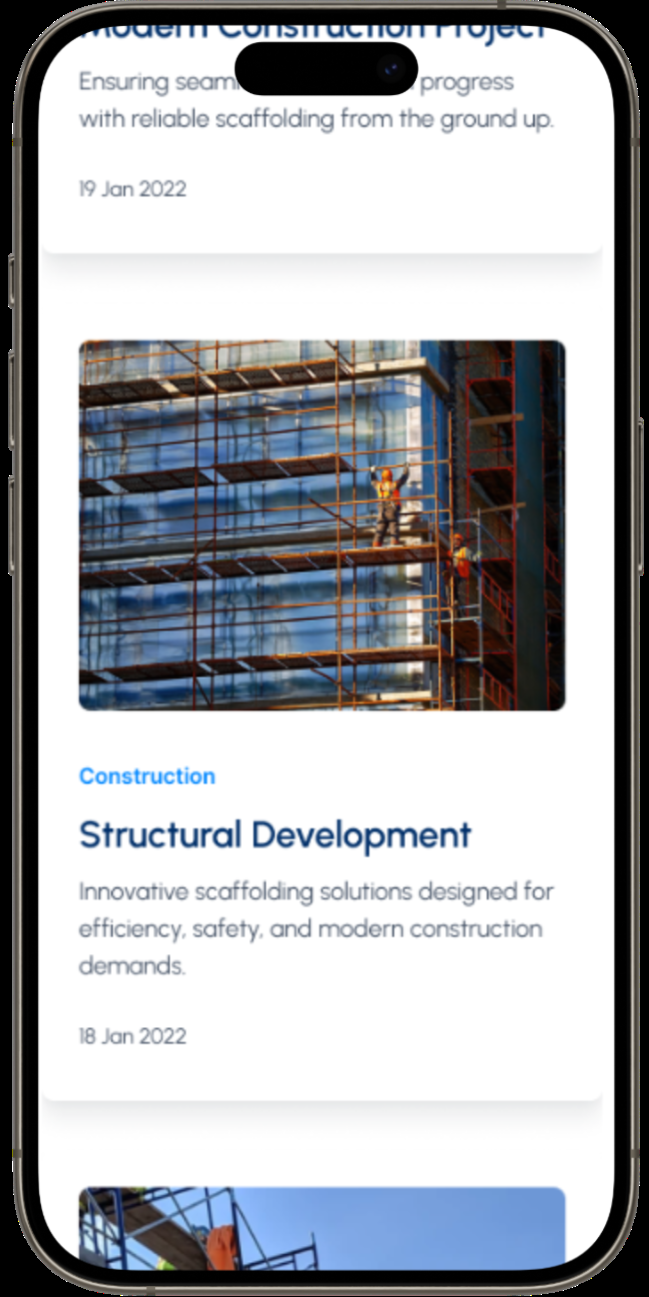 Modern Construction Project
Ensuring seam progress
with reliable scaffolding from the ground up.
19 Jan 2022
Construction
Structural Development
Innovative scaffolding solutions designed for
efficiency, safety, and modern construction
demands.
18 Jan 2022